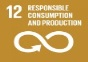 12 RESPONSIBLE
CONSUMPTION
AND PRODUCTION